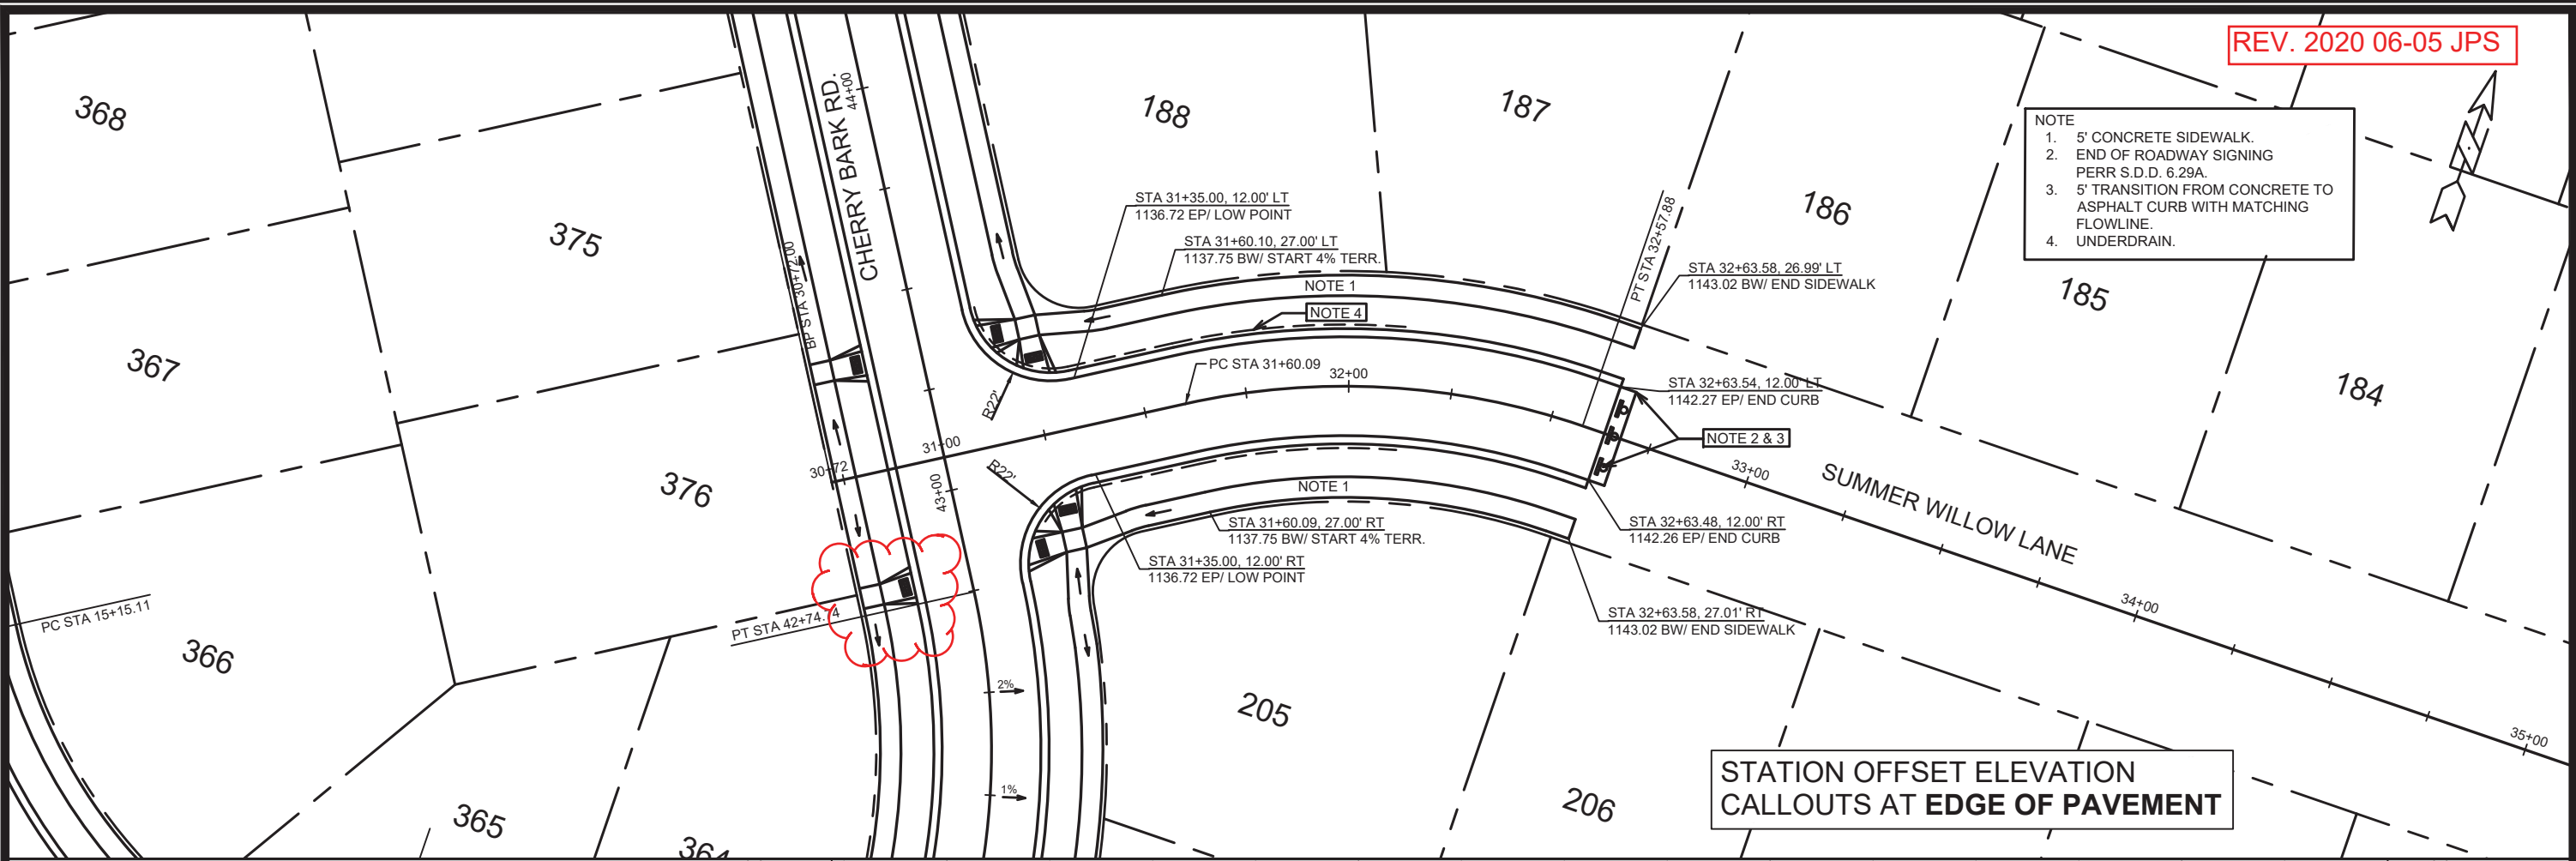 REV. 2020 06-05 JPS
NOTE
1. 5' CONCRETE SIDEWALK.
2. END OF ROADWAY SIGNING
PERR S.D.D. 6.29A.
3. 5' TRANSITION FROM CONCRETE TO
ASPHALT CURB WITH MATCHING
FLOWLINE.
4. UNDERDRAIN.
368
375
367
376
366
365
364
188
187
186
185
184
205
206
CHERRY BARK RD.
44+00
43+00
BP STA 30+72.00
30+72
31+00
PC STA 15+15.11
PT STA 42+74.
R22'
R22'
STA 31+35.00, 12.00' LT
1136.72 EP/ LOW POINT
STA 31+60.10, 27.00' LT
1137.75 BW/ START 4% TERR.
NOTE 1
NOTE 4
PC STA 31+60.09
32+00
PT STA 32+57.88
STA 32+63.58, 26.99' LT
1143.02 BW/ END SIDEWALK
STA 32+63.54, 12.00' LT
1142.27 EP/ END CURB
NOTE 2 & 3
33+00
SUMMER WILLOW LANE
34+00
35+00
NOTE 1
STA 31+60.09, 27.00' RT
1137.75 BW/ START 4% TERR.
STA 31+35.00, 12.00' RT
1136.72 EP/ LOW POINT
STA 32+63.48, 12.00' RT
1142.26 EP/ END CURB
STA 32+63.58, 27.01' RT
1143.02 BW/ END SIDEWALK
2%
1%
STATION OFFSET ELEVATION
CALLOUTS AT EDGE OF PAVEMENT